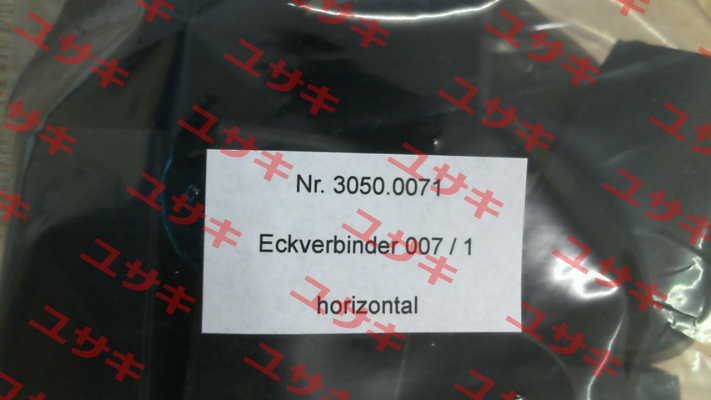 Nr. 3050.0071
Eckverbinder 007 / 1
horizontal
ユサキ